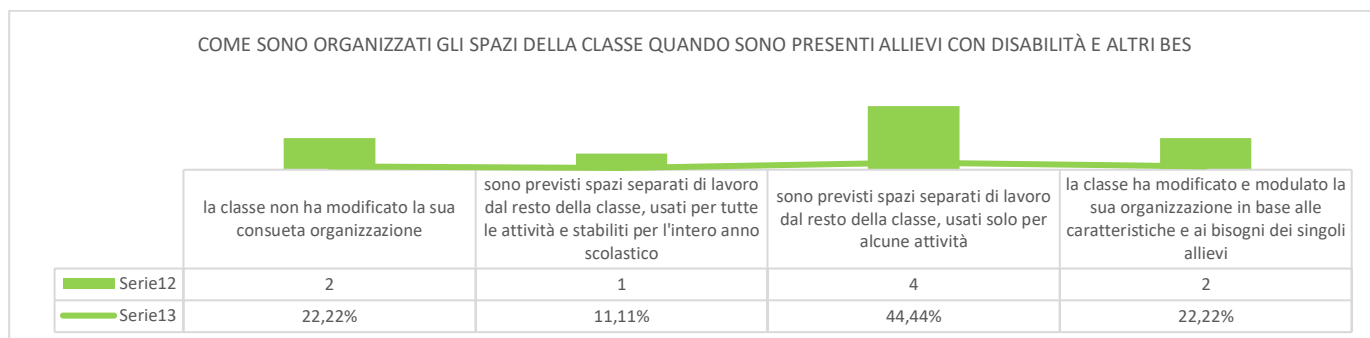 COME SONO ORGANIZZATI GLI SPAZI DELLA CLASSE QUANDO SONO PRESENTI ALLIEVI CON DISABILITÀ E ALTRI BES
la classe non ha modificato la sua
consueta organizzazione
sono previsti spazi separati di lavoro
dal resto della classe, usati per tutte
le attività e stabiliti per l'intero anno
scolastico
sono previsti spazi separati di lavoro
dal resto della classe, usati solo per
alcune attività
la classe ha modificato e modulato la
sua organizzazione in base alle
caratteristiche e ai bisogni dei singoli
allievi
Serie12 2 1 4 2
Serie13 22,22% 11,11% 44,44% 22,22%